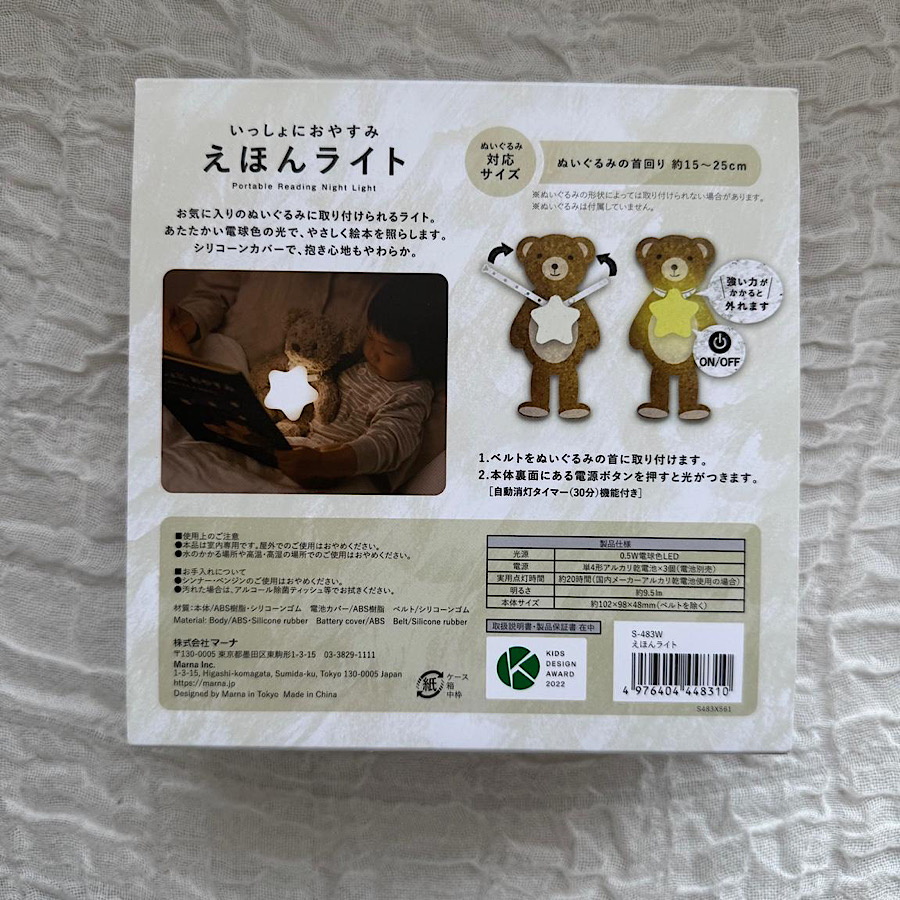 いっしょにおやすみ
えほんライト
Portable Reading Night Light
お気に入りのぬいぐるみに取り付けられるライト。
あたたかい電球色の光で、やさしく絵本を照らします。
シリコーンカバーで、抱き心地もやわらか。
ぬいぐるみ
対応
サイズ
ぬいぐるみの首回り 約15〜25cm
※ぬいぐるみの形状によっては取り付けられない場合があります。
※ぬいぐるみは付属していません。
強い力が
かかると
外れます
ON/OFF
1.ベルトをぬいぐるみの首に取り付けます。
2.本体裏面にある電源ボタンを押すと光がつきます。
[自動消灯タイマー(30分)機能付き]
■使用上のご注意
●本品は室内専用です。屋外でのご使用はおやめください。
●水のかかる場所や高温・高湿の場所でのご使用はおやめください。
■お手入れについて
●シンナー・ベンジンのご使用はおやめください。
●汚れた場合は、アルコール除菌ティッシュ等でお拭きください。
材質:本体/ABS樹脂・シリコーンゴム 電池カバー/ABS樹脂 ベルト/シリコーンゴム
Material: Body/ABS・Silicone rubber Battery cover/ABS Belt/Silicone rubber
株式会社マーナ
〒130-0005 東京都墨田区東駒形1-3-15 03-3829-1111
Marna Inc.
1-3-15, Higashi-komagata, Sumida-ku, Tokyo 130-0005 Japan
https://marna.jp
Designed by Marna in Tokyo Made in China
紙
ケース
箱
中枠
製品仕様
光源 0.5W電球色LED
電源 単4形アルカリ乾電池×3個(電池別売)
実用点灯時間 約20時間(国内メーカーアルカリ乾電池使用の場合)
明るさ 約9.5lm
本体サイズ 約102×98×48mm(ベルトを除く)
取扱説明書・製品保証書 在中
KIDS
DESIGN
AWARD
2022
S-483W
えほんライト
4 976404 448310
S483X561